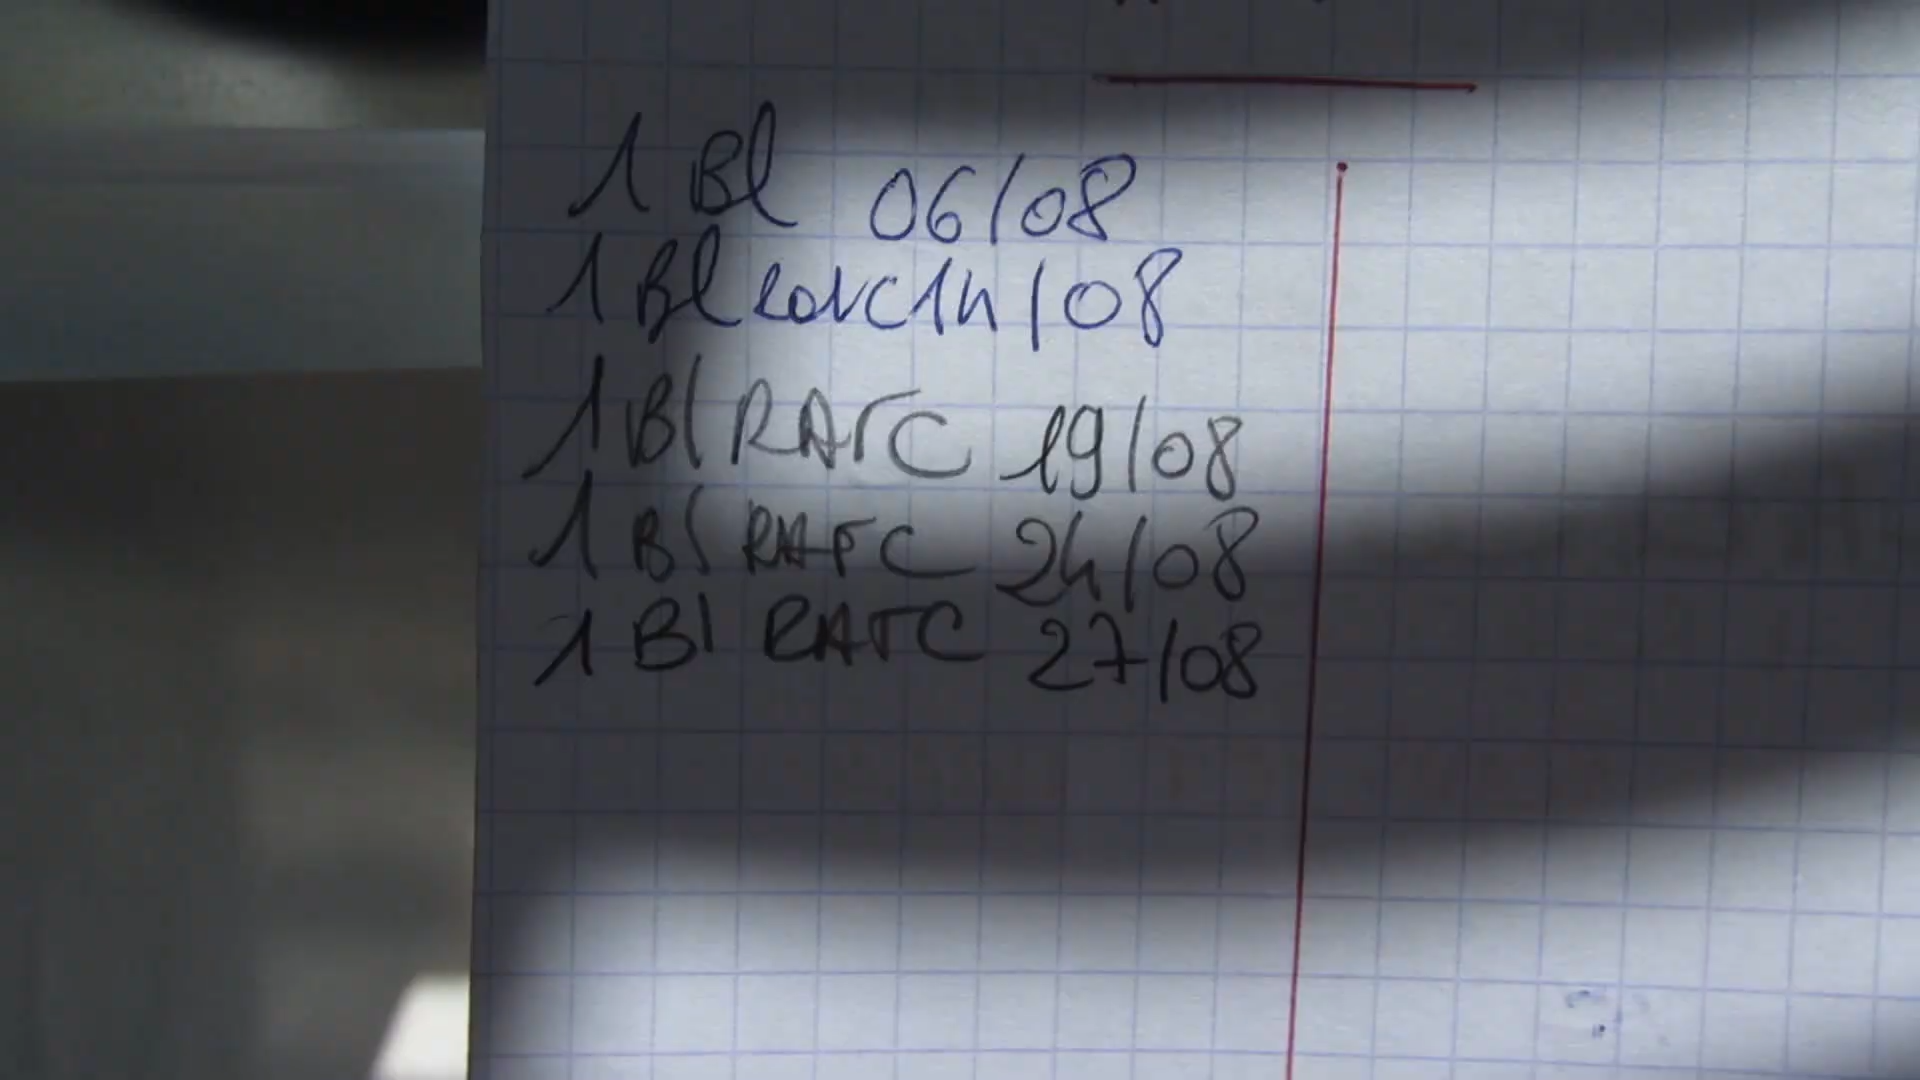 1 Bl 06/08
1 Bl 14/08
1 Bl RATC 19/08
1 Bl RATC 24/08
1 Bl RATC 27/08